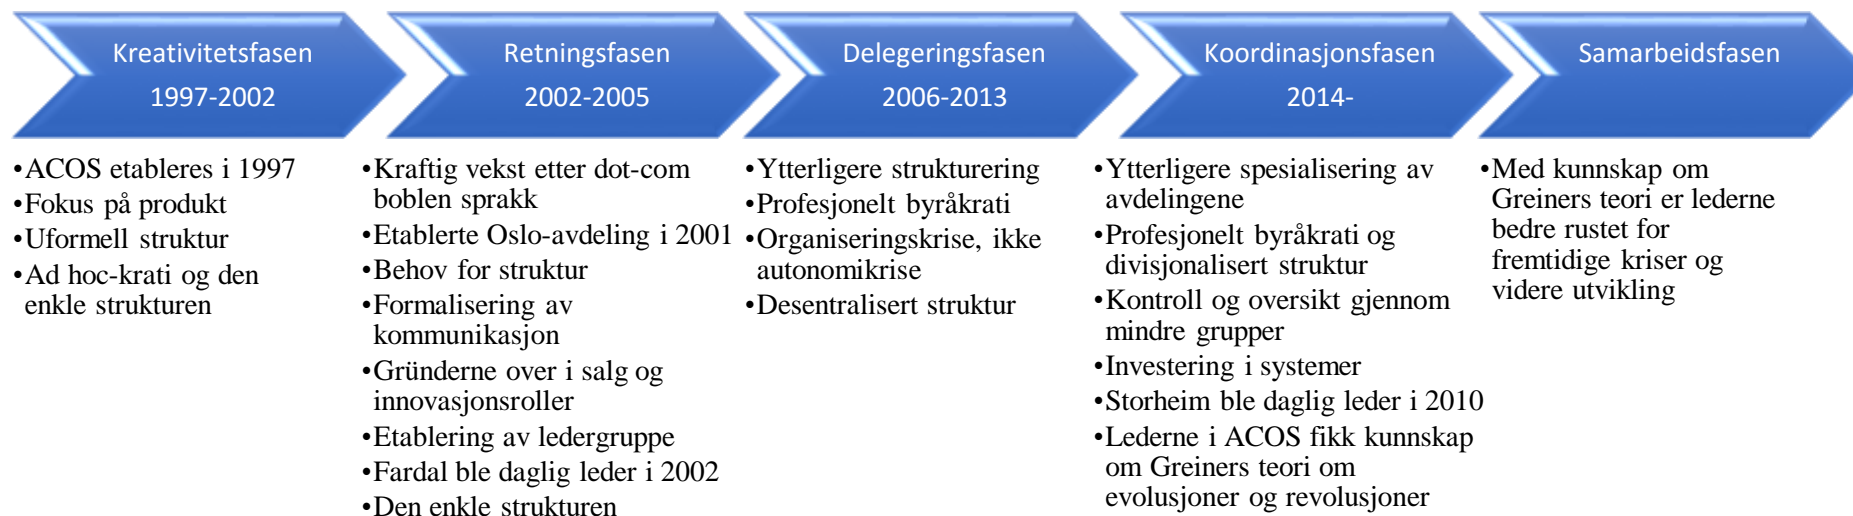 Kreativitetsfasen
1997-2002
•ACOS etableres i 1997
•Fokus på produkt
•Uformell struktur
•Ad hoc-krati og den
enkle strukturen
Retningsfasen
2002-2005
•Kraftig vekst etter dot-com
boblen sprakk
•Etablerte Oslo-avdeling i 2001
•Behov for struktur
•Formalisering av
kommunikasjon
•Gründerne over i salg og
innovasjonsroller
•Etablering av ledergruppe
•Fardal ble daglig leder i 2002
•Den enkle strukturen
Delegeringsfasen
2006-2013
•Ytterligere strukturering
•Profesjonelt byråkrati
•Organiseringskrise, ikke
autonomikrise
•Desentralisert struktur
Koordinasjonsfasen
2014-
•Ytterligere spesialisering av
avdelingene
•Profesjonelt byråkrati og
divisjonalisert struktur
•Kontroll og oversikt gjennom
mindre grupper
•Investering i systemer
•Storheim ble daglig leder i 2010
•Lederne i ACOS fikk kunnskap
om Greiners teori om
evolusjoner og revolusjoner
Samarbeidsfasen
•Med kunnskap om
Greiners teori er lederne
bedre rustet for
fremtidige kriser og
videre utvikling